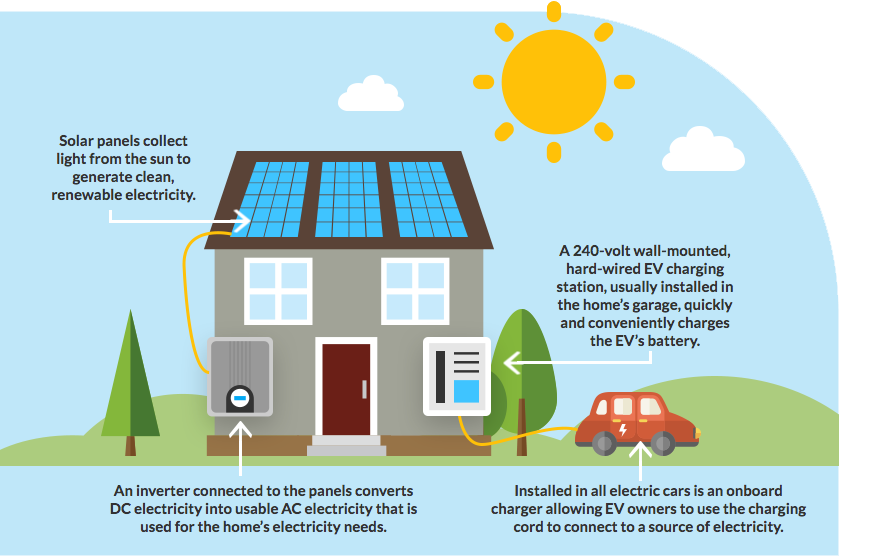 Solar panels collect
light from the sun to
generate clean,
renewable electricity.
A 240-volt wall-mounted,
hard-wired EV charging
station, usually installed in
the home's garage, quickly
and conveniently charges
the EV's battery.
An inverter connected to the panels converts
DC electricity into usable AC electricity that is
used for the home's electricity needs.
Installed in all electric cars is an onboard
charger allowing EV owners to use the charging
cord to connect to a source of electricity.